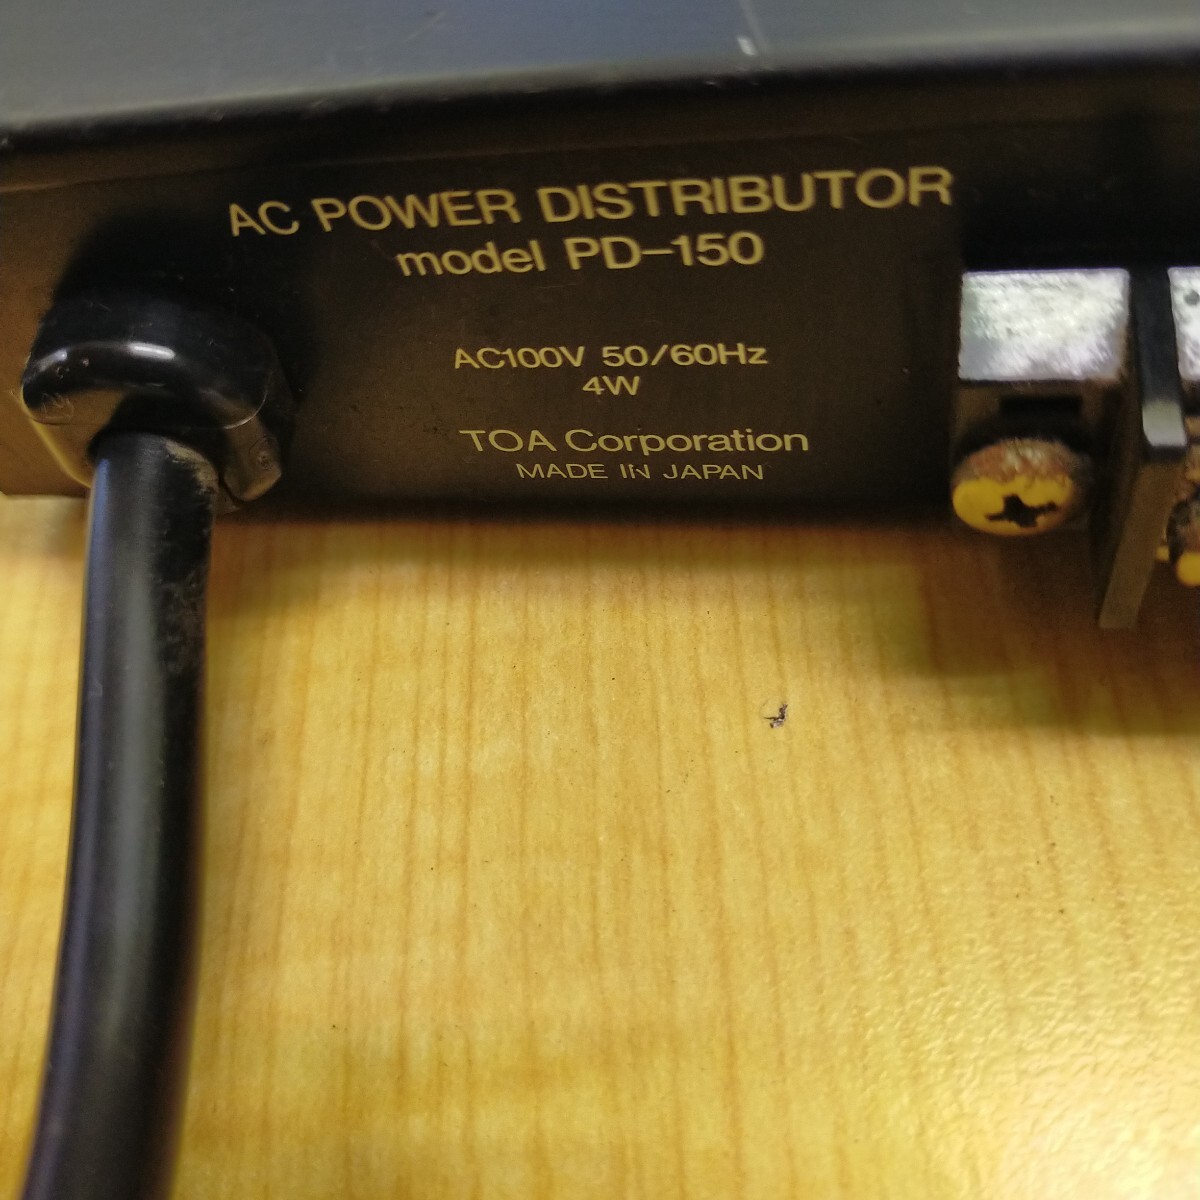 AC POWER DISTRIBUTOR
model PD-150
AC100V 50/60Hz
4W
TOA Corporation
MADE IN JAPAN